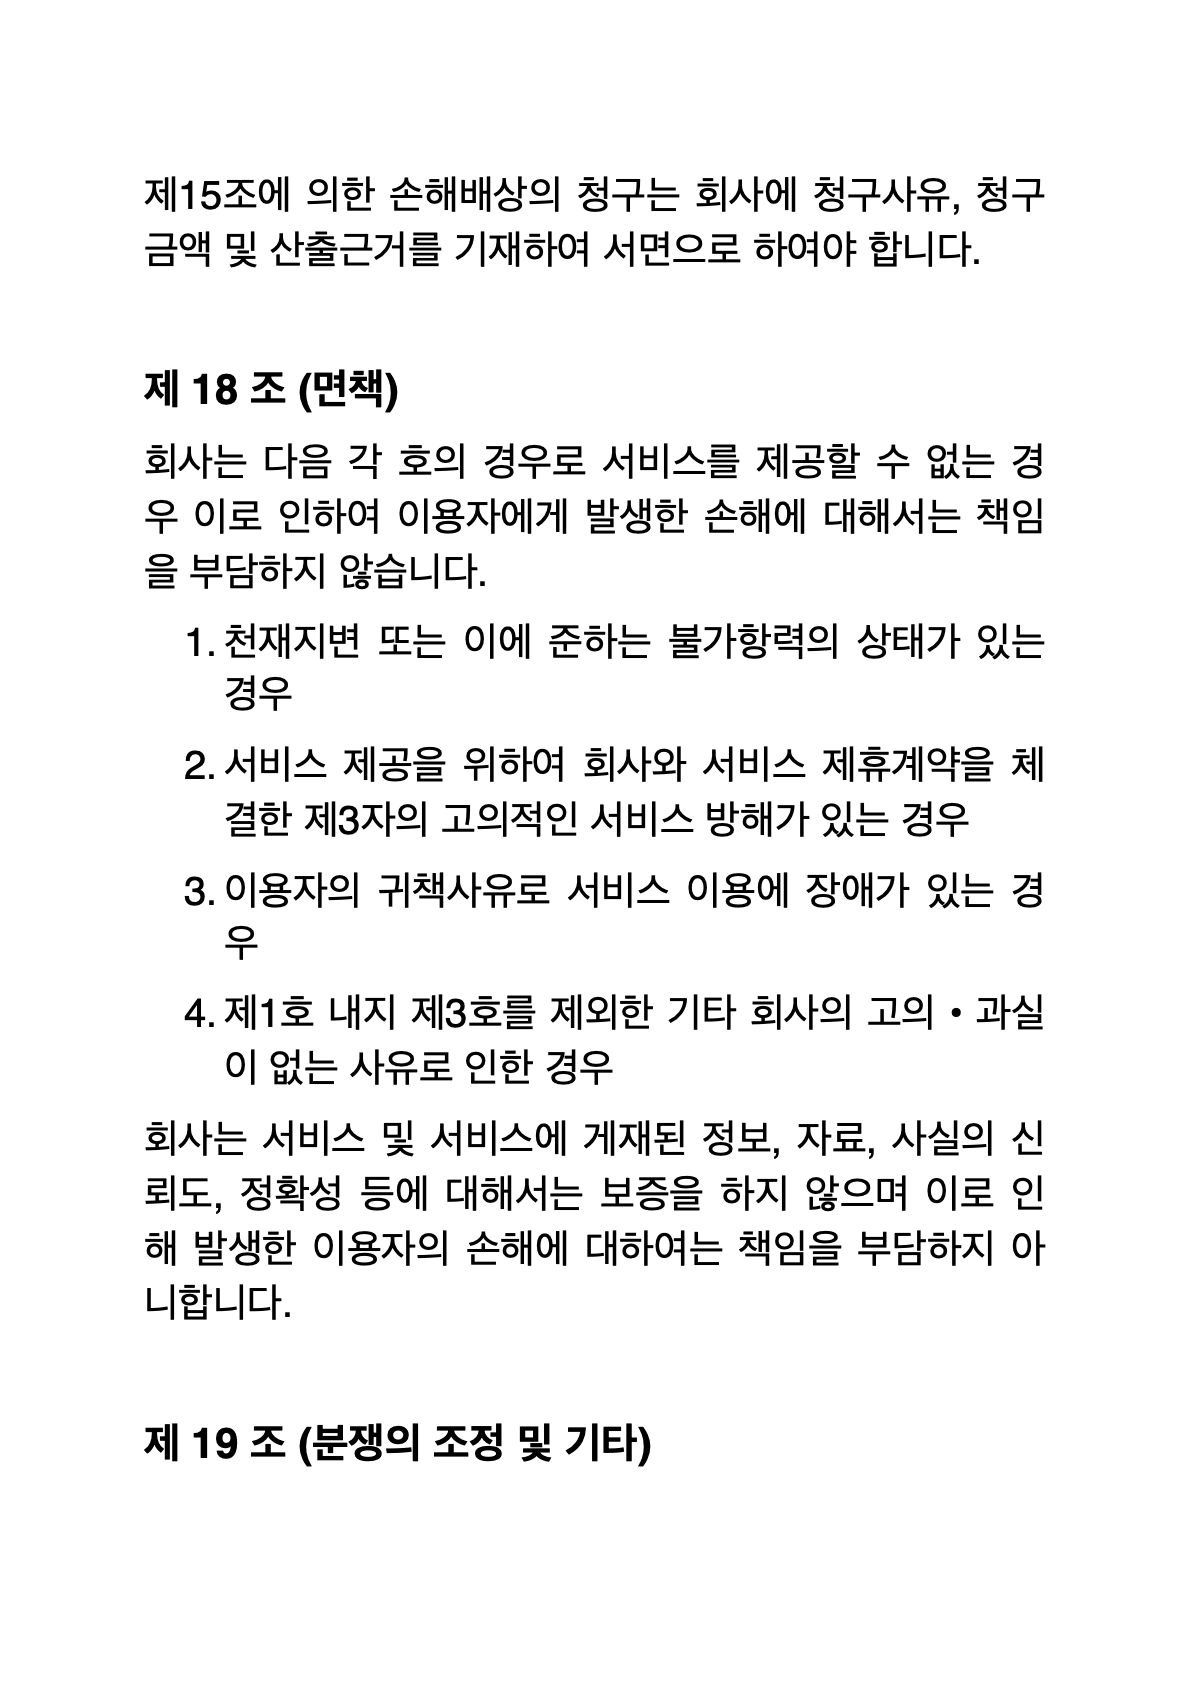 제15조에 의한 손해배상의 청구는 회사에 청구사유, 청구
금액 및 산출근거를 기재하여 서면으로 하여야 합니다.
제 18 조 (면책)
회사는 다음 각 호의 경우로 서비스를 제공할 수 없는 경
우 이로 인하여 이용자에게 발생한 손해에 대해서는 책임
을 부담하지 않습니다.
1. 천재지변 또는 이에 준하는 불가항력의 상태가 있는
경우
2. 서비스 제공을 위하여 회사와 서비스 제휴계약을 체
결한 제3자의 고의적인 서비스 방해가 있는 경우
3. 이용자의 귀책사유로 서비스 이용에 장애가 있는 경
우
4. 제1호 내지 제3호를 제외한 기타 회사의 고의 • 과실
이 없는 사유로 인한 경우
회사는 서비스 및 서비스에 게재된 정보, 자료, 사실의 신
뢰도, 정확성 등에 대해서는 보증을 하지 않으며 이로 인
해 발생한 이용자의 손해에 대하여는 책임을 부담하지 아
니합니다.
제 19 조 (분쟁의 조정 및 기타)